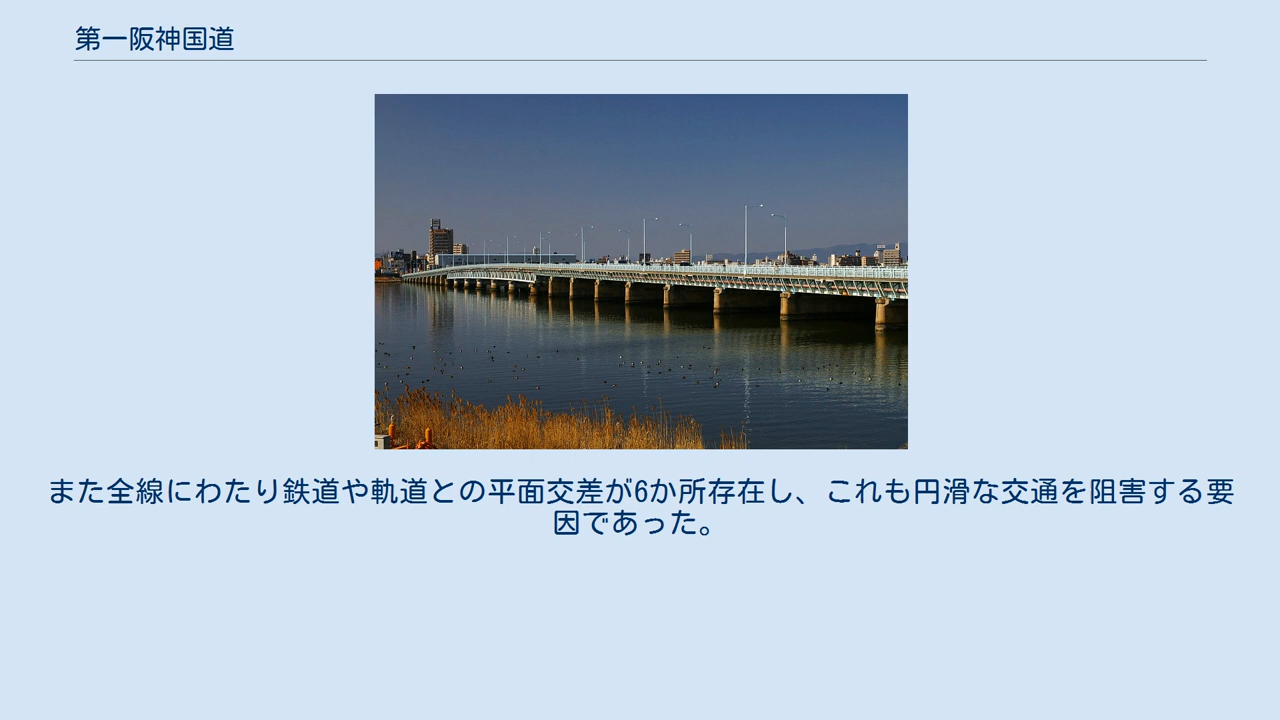 第一阪神国道
また全線にわたり鉄道や軌道との平面交差が6か所存在し、これも円滑な交通を阻害する要
因であった。